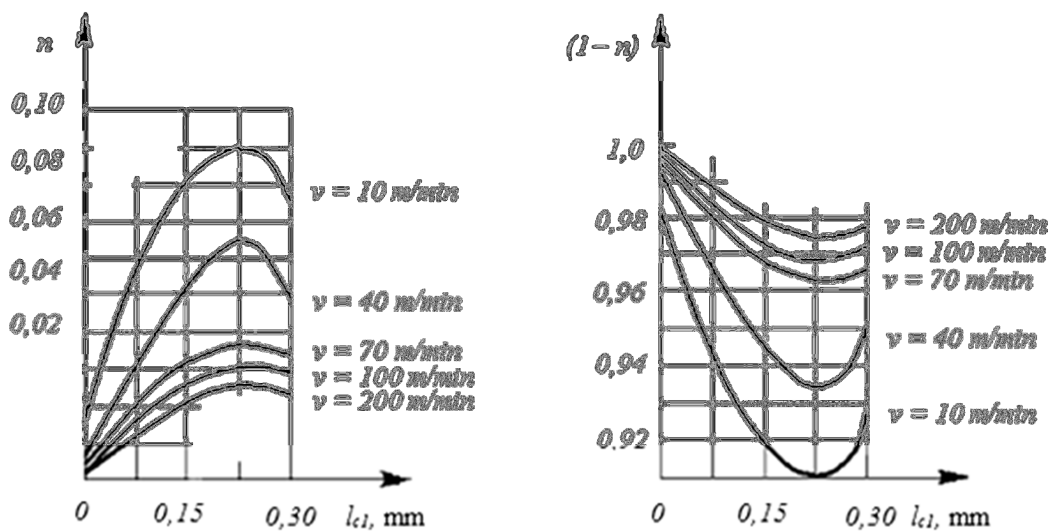 n
0,10
0,08
0,06
0,04
0,02
v = 10 m/min
v = 40 m/min
v = 70 m/min
v = 100 m/min
v = 200 m/min
0 0,15 0,30 lc1, mm
(1 – n)
1,0
0,98
0,96
0,94
0.92
v = 200 m/min
v = 100 m/min
v = 70 m/min
v = 40 m/min
v = 10 m/min
0 0,15 0,30 lc1, mm